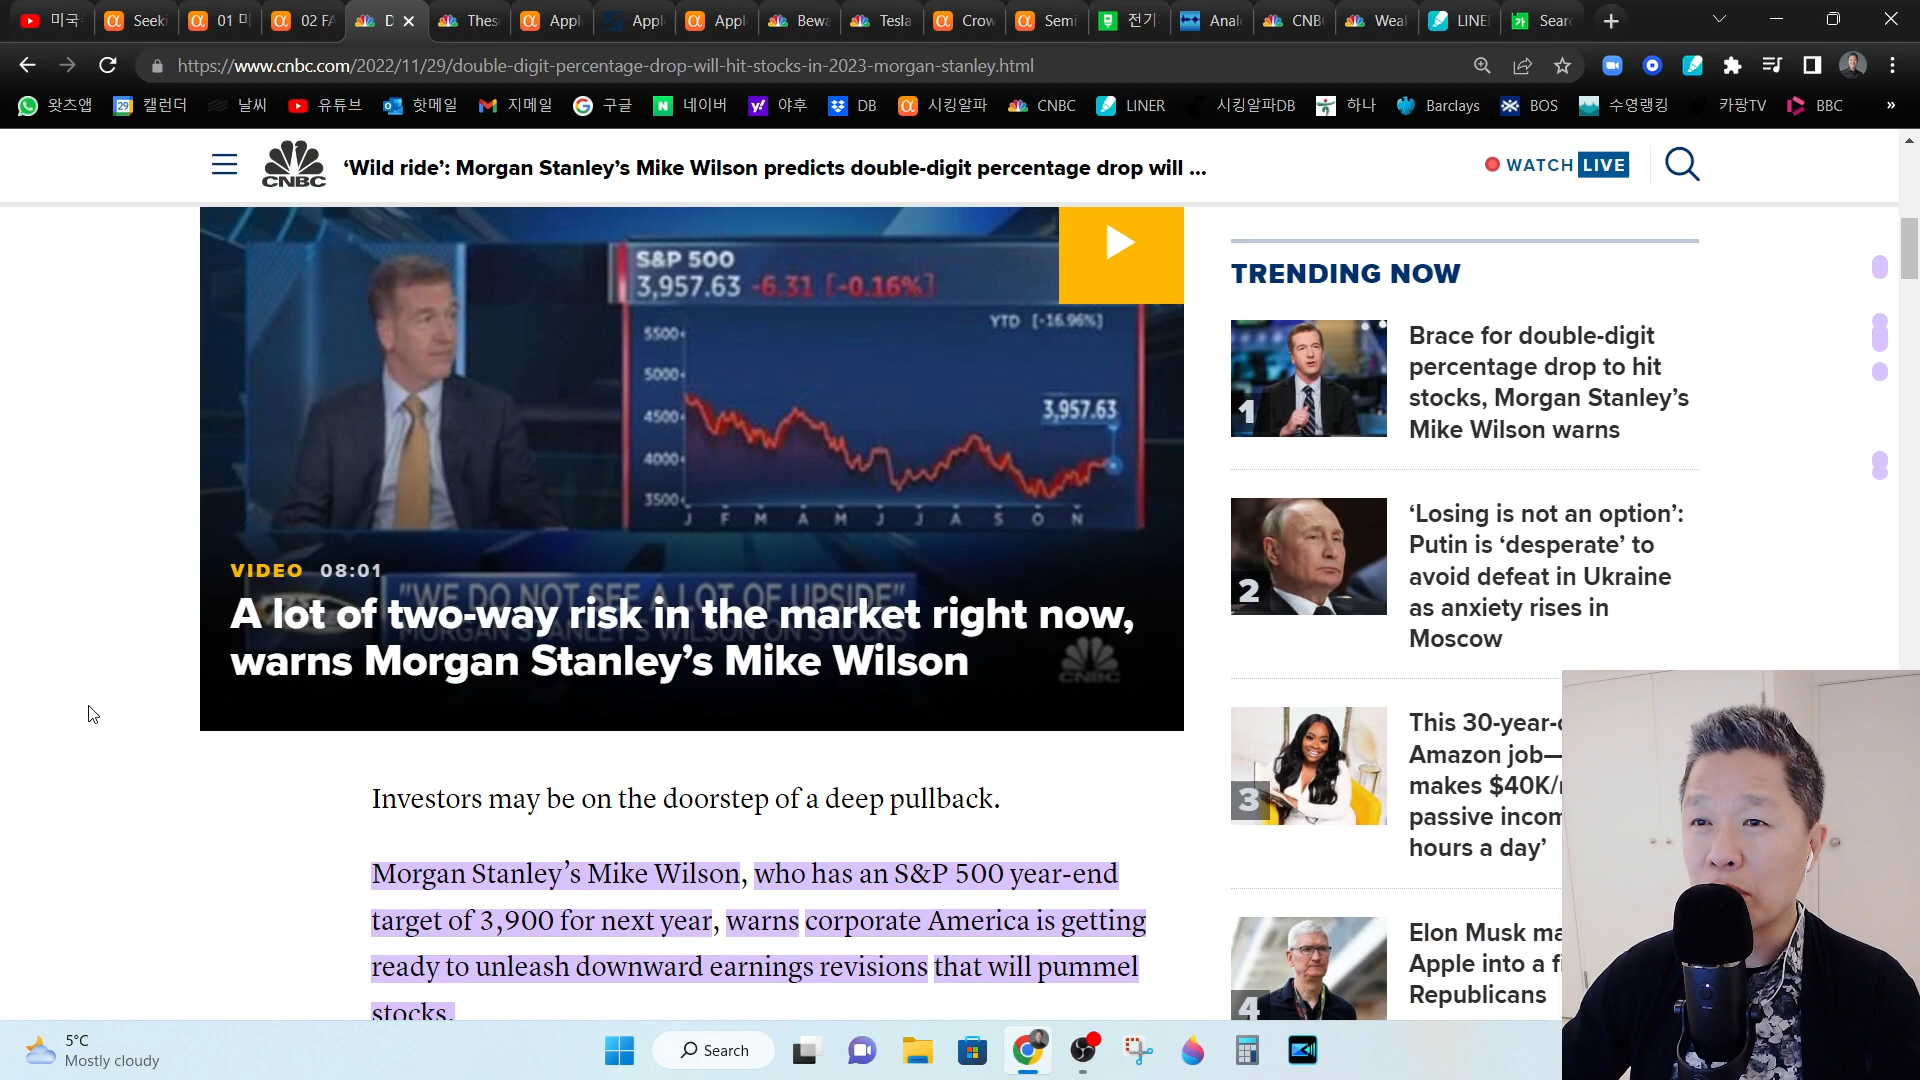 미국
Seeki
01 미
02 FA
D
Thes
Appl
Appl
Appl
Bewa
Tesla
Crow
Semi
전기
Anal
CNBC
Weal
LINE
Sear
https://www.cnbc.com/2022/11/29/double-digit-percentage-drop-will-hit-stocks-in-2023-morgan-stanley.html
왓츠앱
캘린더
날씨
유튜브
핫메일
지메일
구글
네이버
야후
DB
시킹알파
CNBC
LINER
시킹알파DB
하나
Barclays
BOS
수영랭킹
카팡TV
BBC
CNBC
‘Wild ride’: Morgan Stanley’s Mike Wilson predicts double-digit percentage drop will ...
WATCH LIVE
S&P 500
3,957.63 -6.31 [-0.16%]
YTD [-16.96%]
5500
5000
4500
4000
3500
3,957.63
J F M A M J J A S O N
VIDEO 08:01
"WE DO NOT SEE A LOT OF UPSIDE"
MORGAN STANLEY'S WILSON ON STOCKS
A lot of two-way risk in the market right now,
warns Morgan Stanley’s Mike Wilson
CNBC
Investors may be on the doorstep of a deep pullback.
Morgan Stanley’s Mike Wilson, who has an S&P 500 year-end
target of 3,900 for next year, warns corporate America is getting
ready to unleash downward earnings revisions that will pummel
stocks.
TRENDING NOW
1
Brace for double-digit
percentage drop to hit
stocks, Morgan Stanley’s
Mike Wilson warns
2
‘Losing is not an option’:
Putin is ‘desperate’ to
avoid defeat in Ukraine
as anxiety rises in
Moscow
3
This 30-year-
Amazon job—
makes $40K/
passive incom
hours a day’
4
Elon Musk ma
Apple into a fi
Republicans
5°C
Mostly cloudy
Search